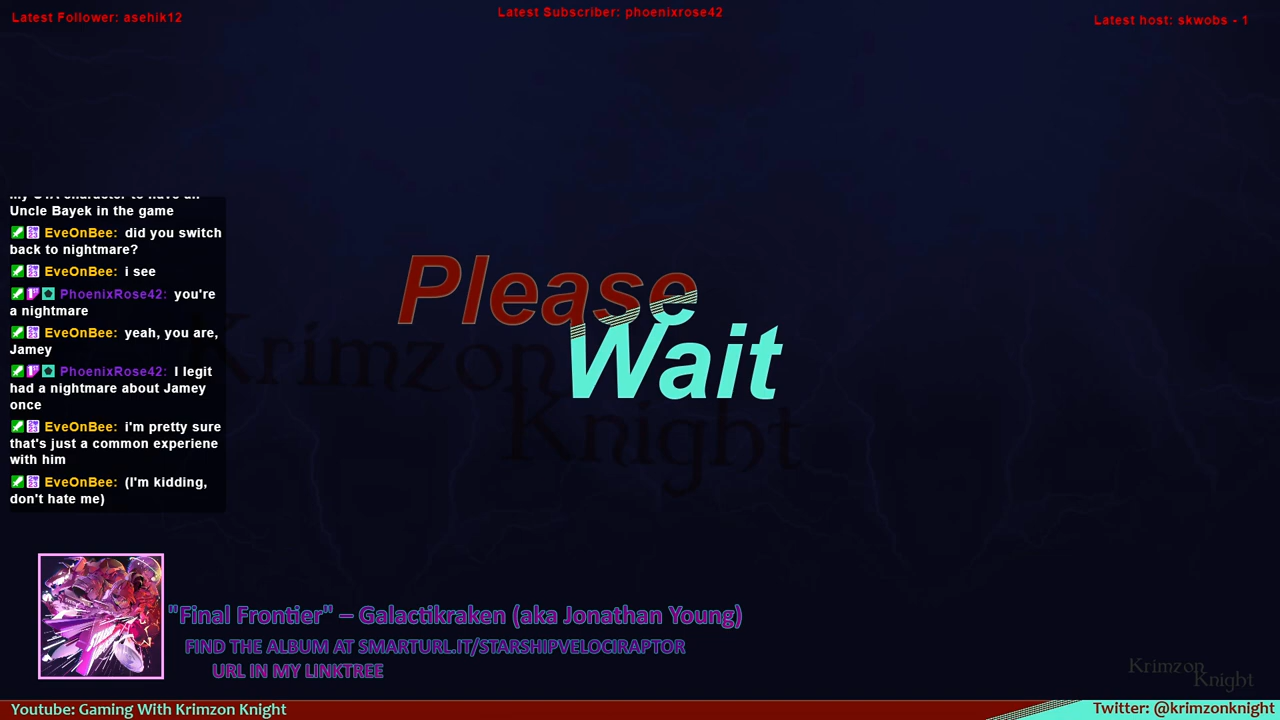 Latest Follower: asehik12
Latest Subscriber: phoenixrose42
Latest host: skwobs - 1
Uncle Bayek in the game
EveOnBee: did you switch
back to nightmare?
EveOnBee: i see
PhoenixRose42: you're
a nightmare
EveOnBee: yeah, you are,
Jamey
PhoenixRose42: I legit
had a nightmare about Jamey
once
EveOnBee: i'm pretty sure
that's just a common experiene
with him
EveOnBee: (I'm kidding,
don't hate me)
Please
Wait
Krimzon
Knight
"Final Frontier" – Galactikraken (aka Jonathan Young)
FIND THE ALBUM AT SMARTURL.IT/STARSHIPVELOCIRAPTOR
URL IN MY LINKTREE
Krimzon
Knight
Youtube: Gaming With Krimzon Knight
Twitter: @krimzonknight